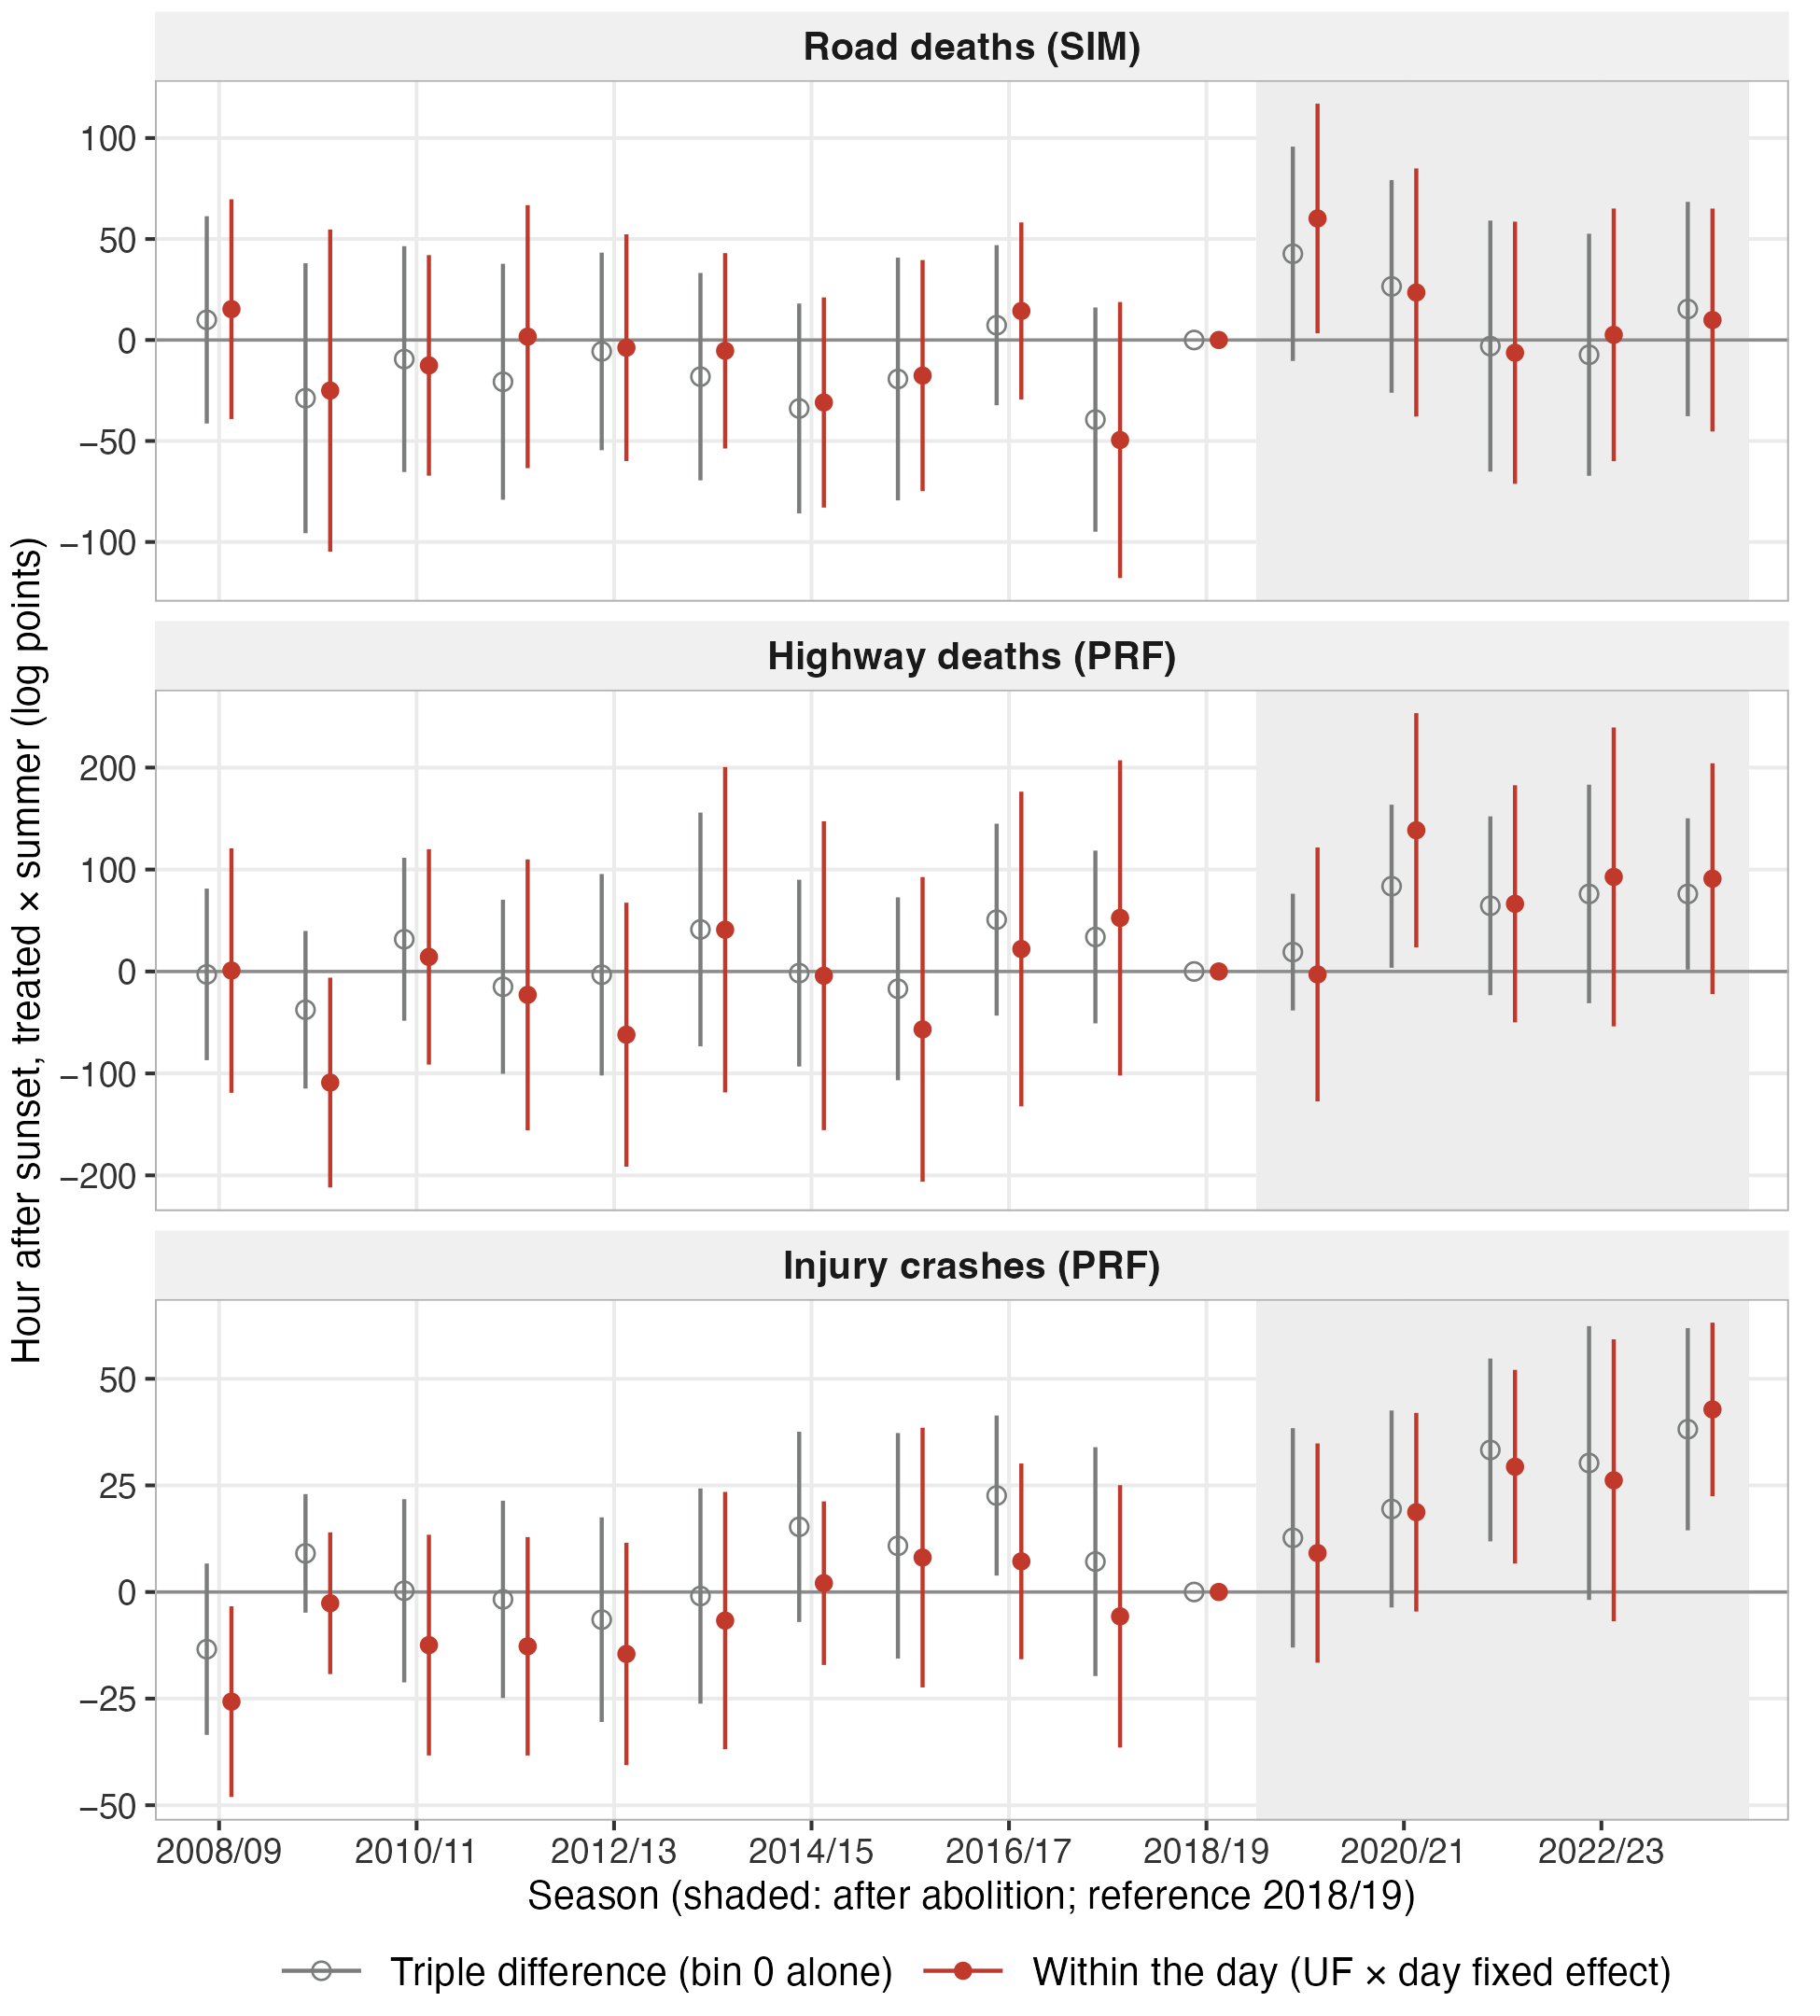 Road deaths (SIM)
100
50
0
−50
−100
Highway deaths (PRF)
200
100
0
−100
−200
Injury crashes (PRF)
50
25
0
−25
−50
Hour after sunset, treated × summer (log points)
2008/09 2010/11 2012/13 2014/15 2016/17 2018/19 2020/21 2022/23
Season (shaded: after abolition; reference 2018/19)
Triple difference (bin 0 alone) Within the day (UF × day fixed effect)